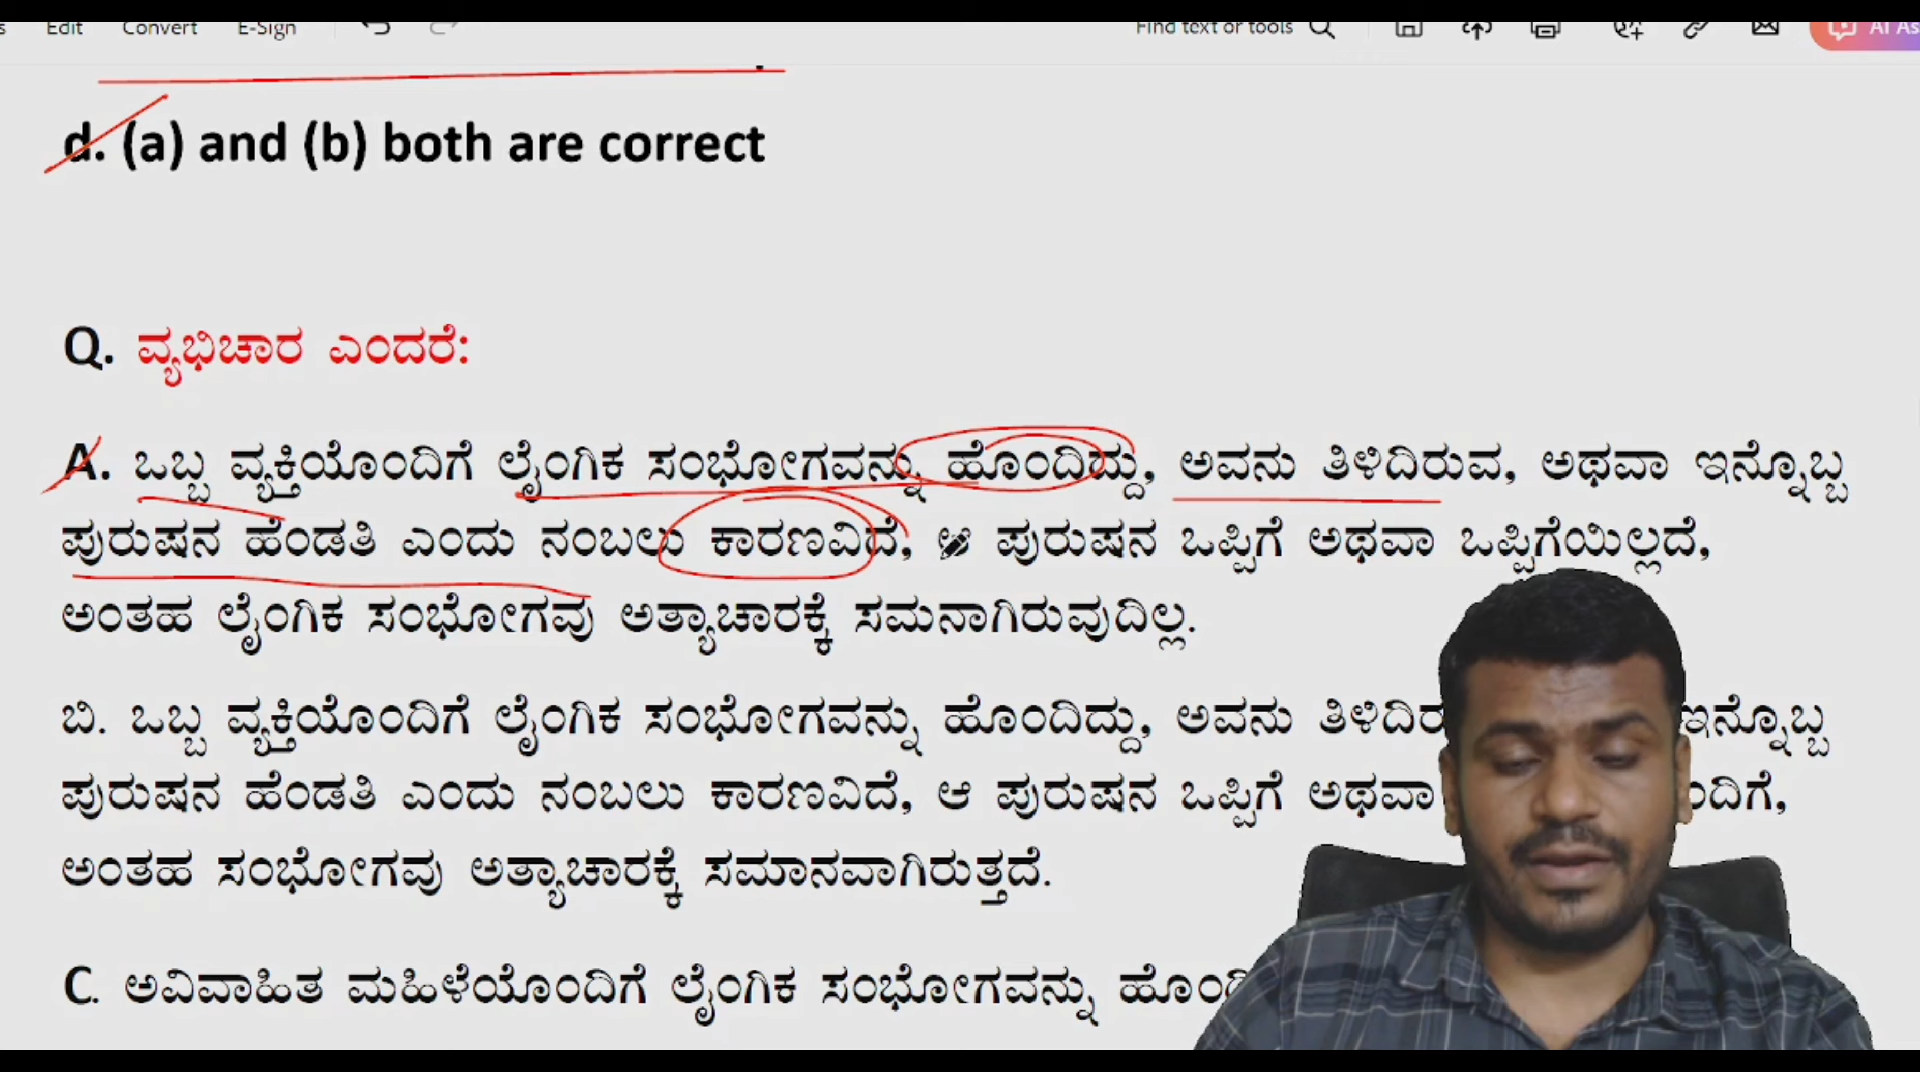 Edit Convert E-Sign Find text or tools
d. (a) and (b) both are correct
Q. ವ್ಯಭಿಚಾರ ಎಂದರೆ:
A. ಒಬ್ಬ ವ್ಯಕ್ತಿಯೊಂದಿಗೆ ಲೈಂಗಿಕ ಸಂಭೋಗವನ್ನು ಹೊಂದಿದ್ದು, ಅವನು ತಿಳಿದಿರುವ, ಅಥವಾ ಇನ್ನೊಬ್ಬ
ಪುರುಷನ ಹೆಂಡತಿ ಎಂದು ನಂಬಲು ಕಾರಣವಿದೆ, ಆ ಪುರುಷನ ಒಪ್ಪಿಗೆ ಅಥವಾ ಒಪ್ಪಿಗೆಯಿಲ್ಲದೆ,
ಅಂತಹ ಲೈಂಗಿಕ ಸಂಭೋಗವು ಅತ್ಯಾಚಾರಕ್ಕೆ ಸಮನಾಗಿರುವುದಿಲ್ಲ.
ಬಿ. ಒಬ್ಬ ವ್ಯಕ್ತಿಯೊಂದಿಗೆ ಲೈಂಗಿಕ ಸಂಭೋಗವನ್ನು ಹೊಂದಿದ್ದು, ಅವನು ಇನ್ನೊಬ್ಬ
ಪುರುಷನ ಹೆಂಡತಿ ಎಂದು ನಂಬಲು ಕಾರಣವಿದೆ, ಆ ಪುರುಷನ ಒಪ್ಪಿಗೆ ಅಥವಾ
ಅಂತಹ ಸಂಭೋಗವು ಅತ್ಯಾಚಾರಕ್ಕೆ ಸಮಾನವಾಗಿರುತ್ತದೆ.
C. ಅವಿವಾಹಿತ ಮಹಿಳೆಯೊಂದಿಗೆ ಲೈಂಗಿಕ ಸಂಭೋಗವನ್ನು